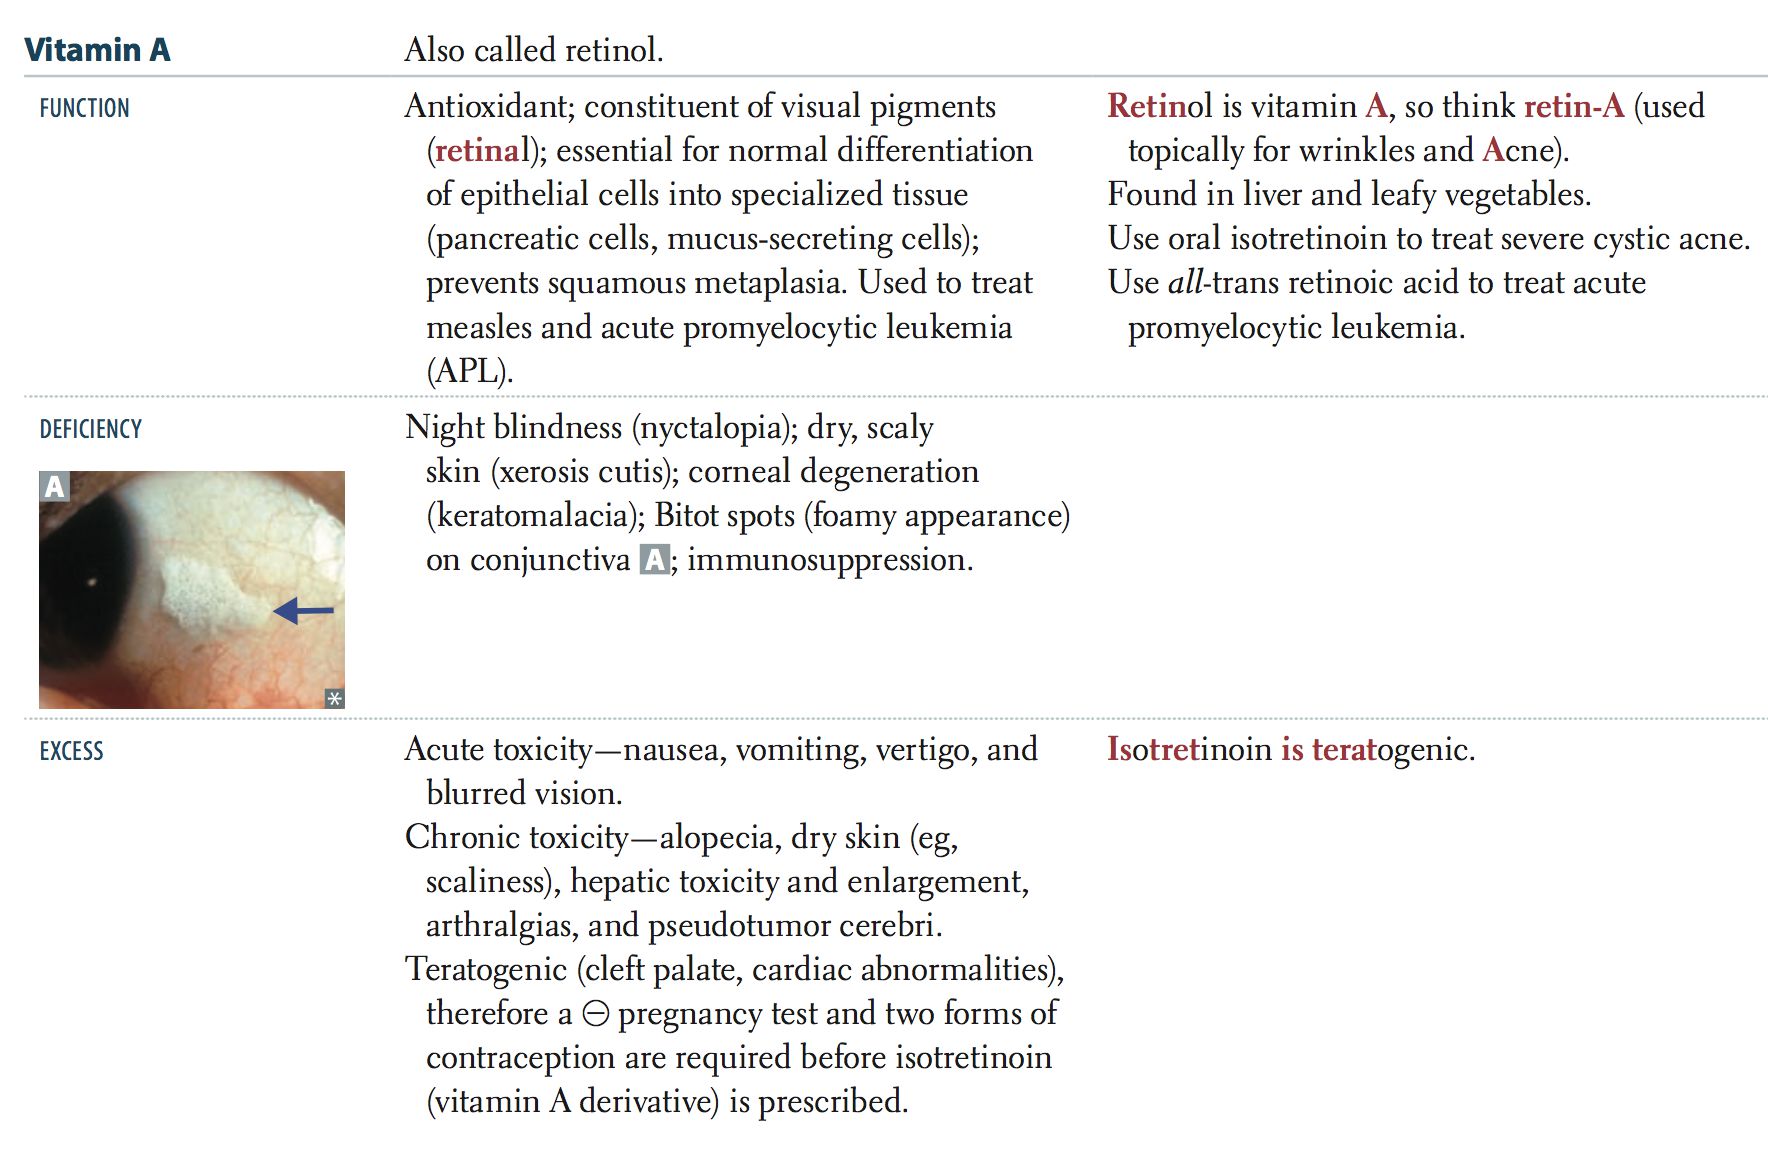 Vitamin A
Also called retinol.
FUNCTION
Antioxidant; constituent of visual pigments
(retinal); essential for normal differentiation
of epithelial cells into specialized tissue
(pancreatic cells, mucus-secreting cells);
prevents squamous metaplasia. Used to treat
measles and acute promyelocytic leukemia
(APL).
Retinol is vitamin A, so think retin-A (used
topically for wrinkles and Acne).
Found in liver and leafy vegetables.
Use oral isotretinoin to treat severe cystic acne.
Use all-trans retinoic acid to treat acute
promyelocytic leukemia.
DEFICIENCY
A
*
Night blindness (nyctalopia); dry, scaly
skin (xerosis cutis); corneal degeneration
(keratomalacia); Bitot spots (foamy appearance)
on conjunctiva A; immunosuppression.
EXCESS
Acute toxicity—nausea, vomiting, vertigo, and
blurred vision.
Chronic toxicity—alopecia, dry skin (eg,
scaliness), hepatic toxicity and enlargement,
arthralgias, and pseudotumor cerebri.
Teratogenic (cleft palate, cardiac abnormalities),
therefore a ⊖ pregnancy test and two forms of
contraception are required before isotretinoin
(vitamin A derivative) is prescribed.
Isotretinoin is teratogenic.